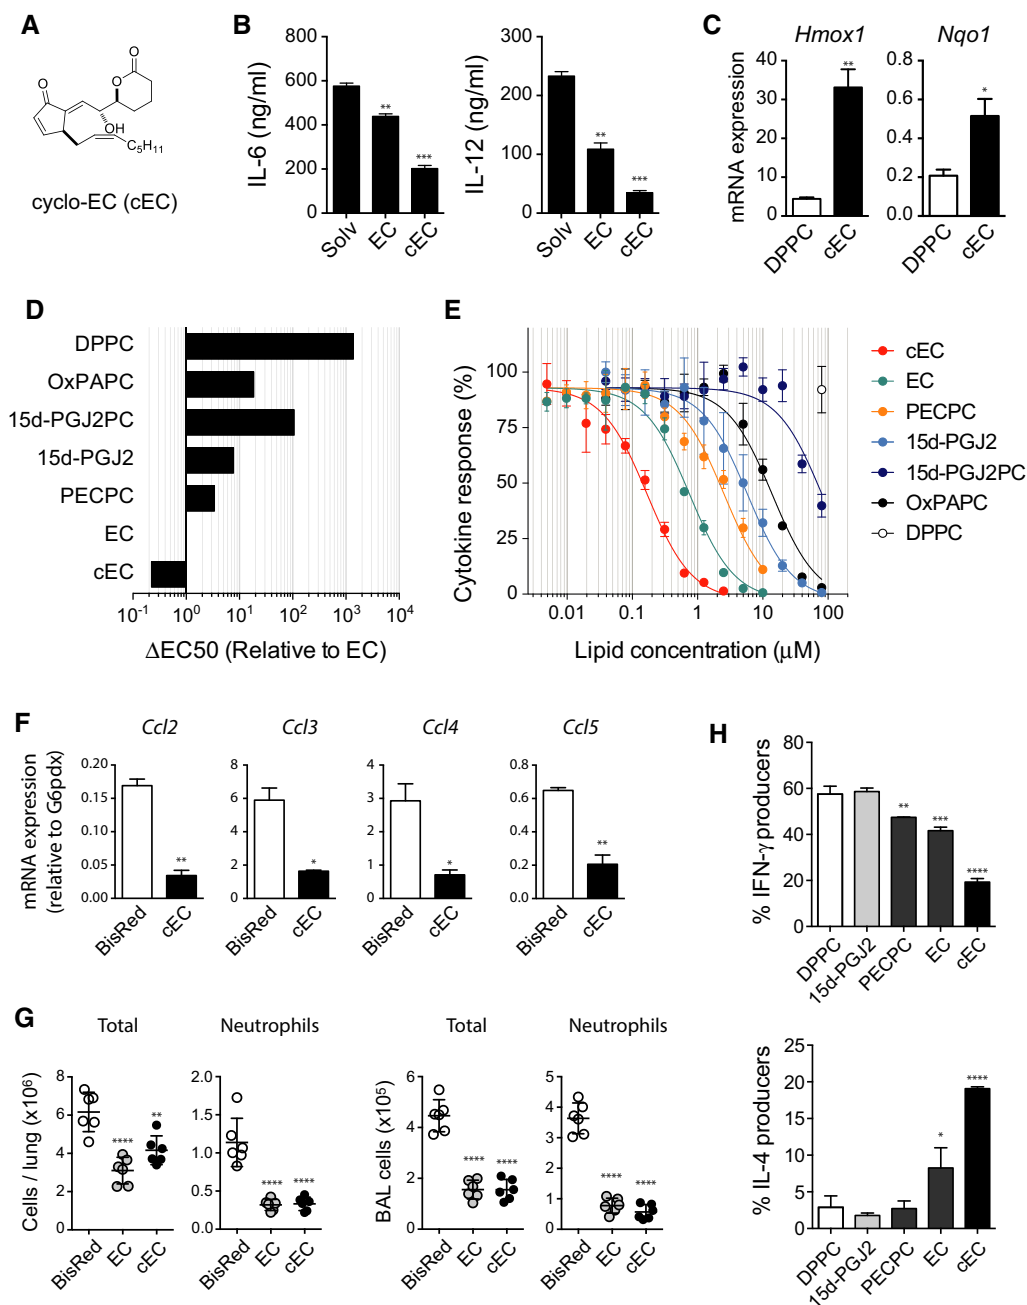 A
O
O
O
OH
C5H11
cyclo-EC (cEC)
B
IL-6 (ng/ml)
800
600
400
200
0
**
***
Solv
EC
cEC
IL-12 (ng/ml)
300
200
100
0
**
***
Solv
EC
cEC
C
Hmox1
Nqo1
mRNA expression
40
30
20
10
0
**
DPPC
cEC
0.8
0.6
0.4
0.2
0.0
*
DPPC
cEC
D
DPPC
OxPAPC
15d-PGJ2PC
15d-PGJ2
PECPC
EC
cEC
10-1
100
101
102
103
104
ΔEC50 (Relative to EC)
E
Cytokine response (%)
100
75
50
25
0
0.01
0.1
1
10
100
Lipid concentration (μM)
cEC
EC
PECPC
15d-PGJ2
15d-PGJ2PC
OxPAPC
DPPC
F
Ccl2
Ccl3
Ccl4
Ccl5
mRNA expression
(relative to G6pdx)
0.20
0.15
0.10
0.05
0.00
**
BisRed
cEC
8
6
4
2
0
*
BisRed
cEC
4
3
2
1
0
*
BisRed
cEC
0.8
0.6
0.4
0.2
0.0
**
BisRed
cEC
G
Total
Neutrophils
Total
Neutrophils
Cells / lung (x10⁶)
8
6
4
2
0
****
**
BisRed
EC
cEC
2.0
1.5
1.0
0.5
0.0
****
****
BisRed
EC
cEC
BAL cells (x10⁵)
6
4
2
0
****
****
BisRed
EC
cEC
5
4
3
2
1
0
****
****
BisRed
EC
cEC
H
% IFN-γ producers
80
60
40
20
0
**
***
****
DPPC
15d-PGJ2
PECPC
EC
cEC
% IL-4 producers
25
20
15
10
5
0
*
****
DPPC
15d-PGJ2
PECPC
EC
cEC